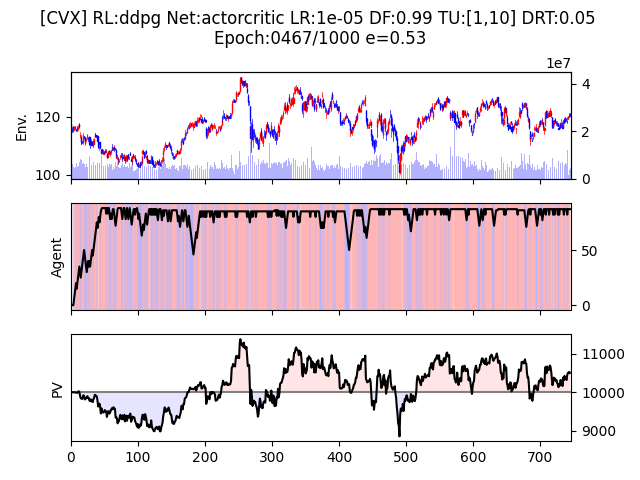 [CVX] RL:ddpg Net:actorcritic LR:1e-05 DF:0.99 TU:[1,10] DRT:0.05
Epoch:0467/1000 e=0.53
1e7
Env.
120
100
4
2
0
Agent
50
0
PV
11000
10000
9000
0 100 200 300 400 500 600 700